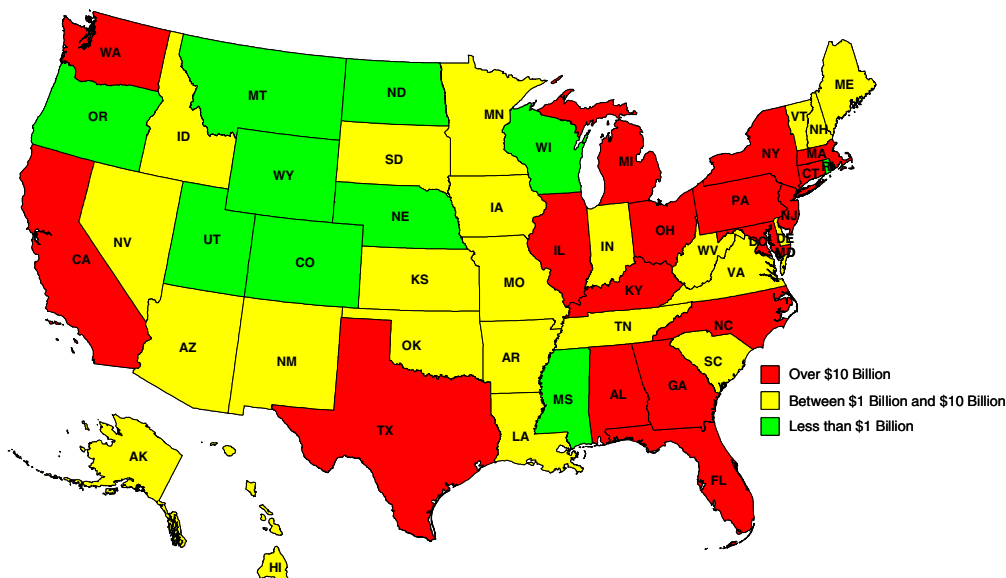 WA
MT
ND
MN
ME
VT
NH
OR
ID
SD
WI
NY
MA
MI
CT
RI
WY
NE
IA
PA
NJ
OH
NV
UT
CO
IL
IN
WV
DC
DE
MD
VA
CA
KS
MO
KY
AZ
NM
OK
AR
TN
NC
SC
MS
AL
GA
TX
LA
FL
AK
HI
Over $10 Billion
Between $1 Billion and $10 Billion
Less than $1 Billion